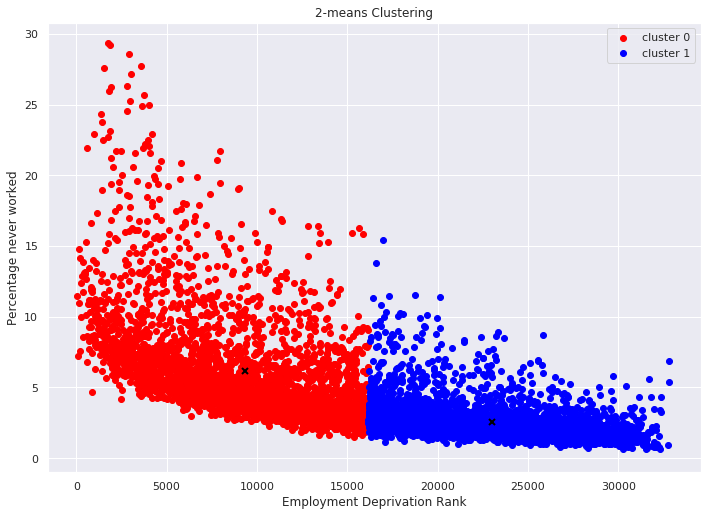 2-means Clustering
cluster 0
cluster 1
Percentage never worked
30
25
20
15
10
5
0
0 5000 10000 15000 20000 25000 30000
Employment Deprivation Rank